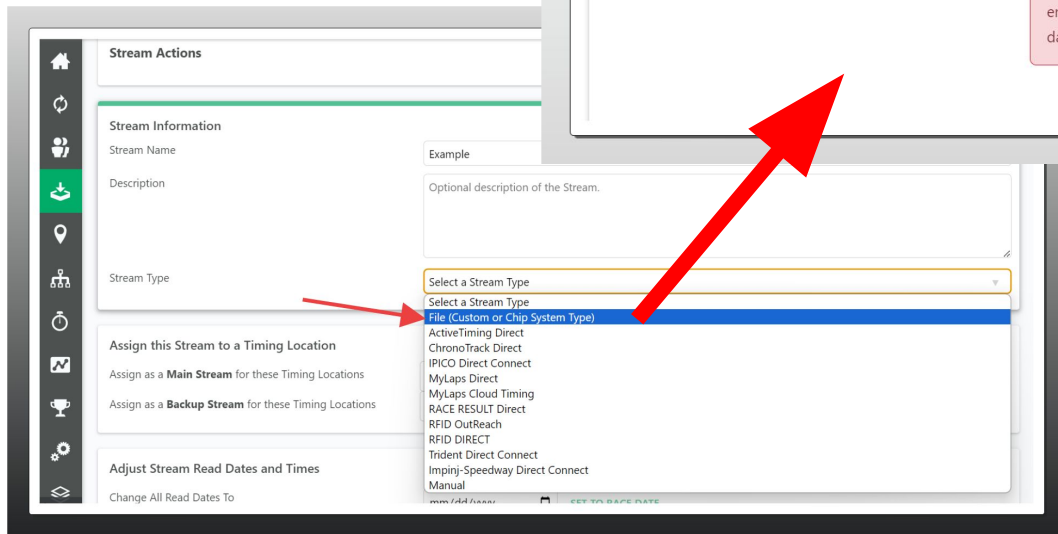 Stream Actions
Stream Information
Stream Name
Example
Description
Optional description of the Stream.
Stream Type
Select a Stream Type
Select a Stream Type
File (Custom or Chip System Type)
ActiveTiming Direct
ChronoTrack Direct
IPICO Direct Connect
MyLaps Direct
MyLaps Cloud Timing
RACE RESULT Direct
RFID OutReach
RFID DIRECT
Trident Direct Connect
Impinj-Speedway Direct Connect
Manual
Assign this Stream to a Timing Location
Assign as a Main Stream for these Timing Locations
Assign as a Backup Stream for these Timing Locations
Adjust Stream Read Dates and Times
Change All Read Dates To
mm/dd/yyyy
SET TO RACE DATE